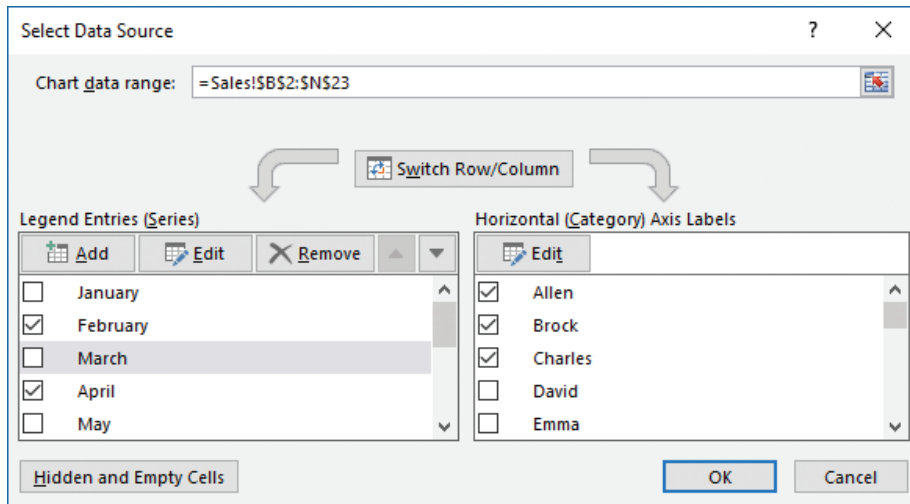 Select Data Source ?
Chart data range: =Sales!$B$2:$N$23
Switch Row/Column
Legend Entries (Series)
Add Edit Remove
January
February
March
April
May
Horizontal (Category) Axis Labels
Edit
Allen
Brock
Charles
David
Emma
Hidden and Empty Cells
OK Cancel